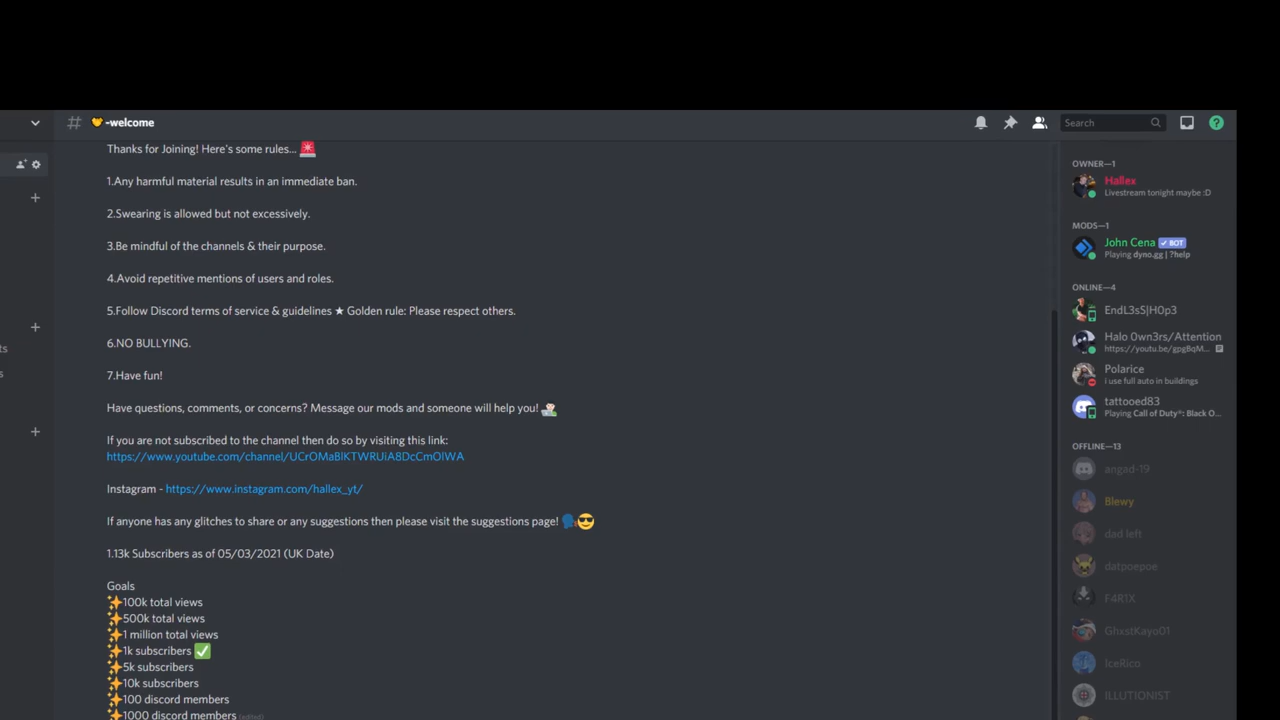 -welcome
Search
Thanks for Joining! Here's some rules...
1.Any harmful material results in an immediate ban.
2.Swearing is allowed but not excessively.
3.Be mindful of the channels & their purpose.
4.Avoid repetitive mentions of users and roles.
5.Follow Discord terms of service & guidelines ★ Golden rule: Please respect others.
6.NO BULLYING.
7.Have fun!
Have questions, comments, or concerns? Message our mods and someone will help you!
If you are not subscribed to the channel then do so by visiting this link:
https://www.youtube.com/channel/UCrOMaBlKTWRUiA8DcCmOIWA
Instagram - https://www.instagram.com/hallex_yt/
If anyone has any glitches to share or any suggestions then please visit the suggestions page!
1.13k Subscribers as of 05/03/2021 (UK Date)
Goals
✨100k total views
✨500k total views
✨1 million total views
✨1k subscribers ✅
✨5k subscribers
✨10k subscribers
✨100 discord members
✨1000 discord members (edited)
ts
s
OWNER—1
Hallex
Livestream tonight maybe :D
MODS—1
John Cena ✓ BOT
Playing dyno.gg | ?help
ONLINE—4
EndL3sS|H0p3
Halo 0wn3rs/Attention
https://youtu.be/gpgBqM...
Polarice
i use full auto in buildings
tattooed83
Playing Call of Duty®: Black O...
OFFLINE—13
angad-19
Blewy
dad left
datpoepoe
F4R1X
GhxstKayo01
IceRico
ILLUTIONIST